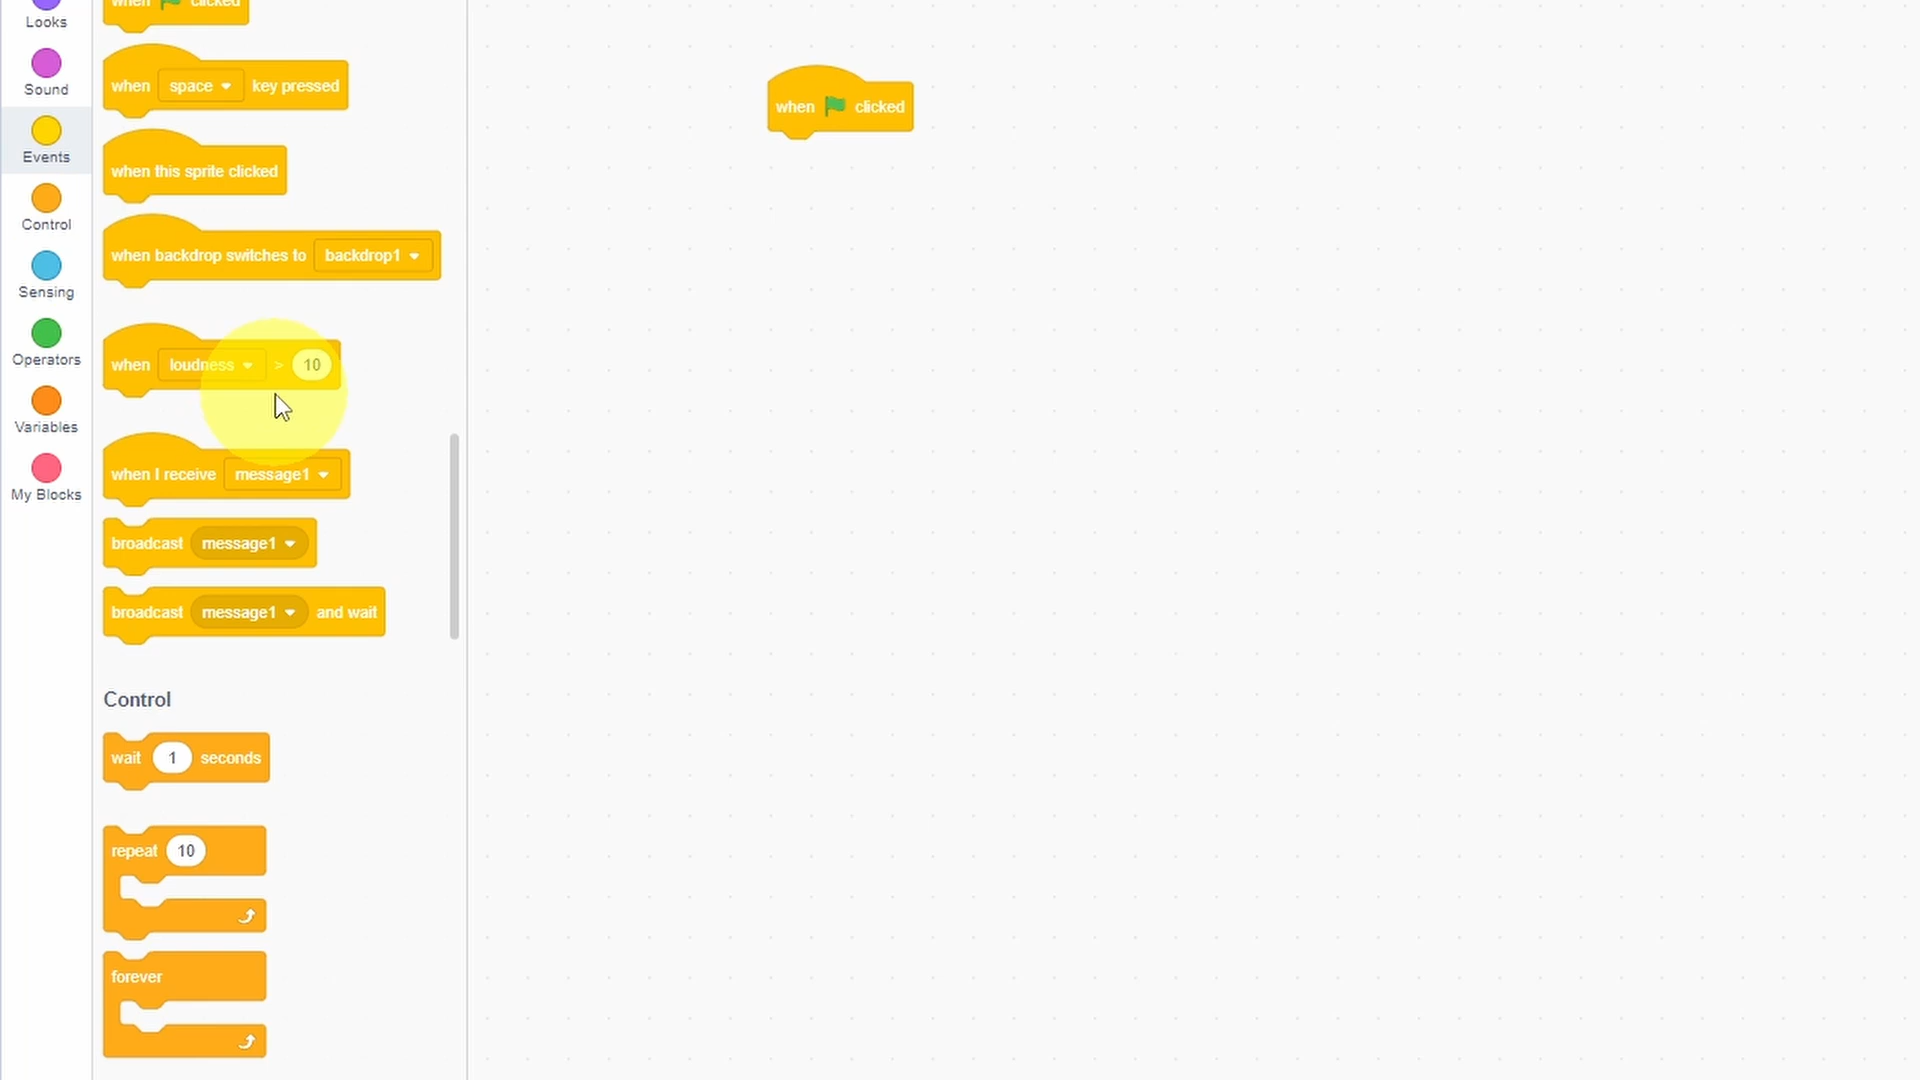 Looks
Sound
Events
Control
Sensing
Operators
Variables
My Blocks
when clicked
when space key pressed
when this sprite clicked
when backdrop switches to backdrop1
when loudness > 10
when I receive message1
broadcast message1
broadcast message1 and wait
Control
wait 1 seconds
repeat 10
forever
when clicked